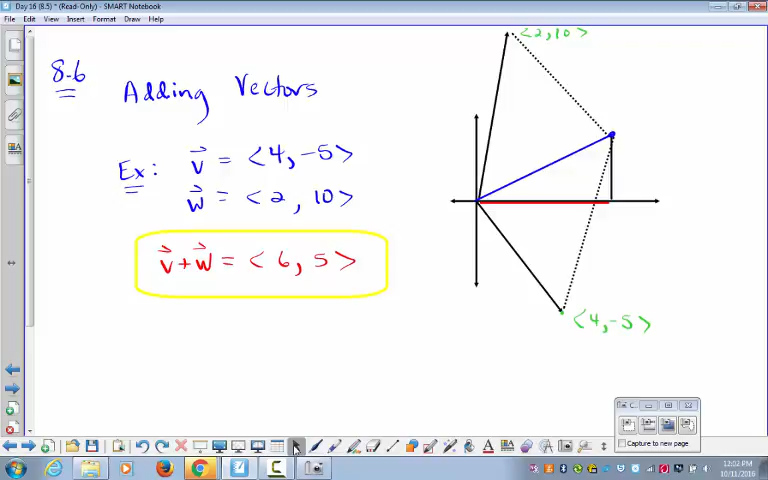 Day 16 (8.5) * (Read-Only) - SMART Notebook
File Edit View Insert Format Tools Draw Help
8.6
Adding Vectors
Ex: v = <4, -5>
w = <2, 10>
v + w = <6, 5>
<2, 10>
<4, -5>
Capture to new page
12:02 PM
10/11/2016